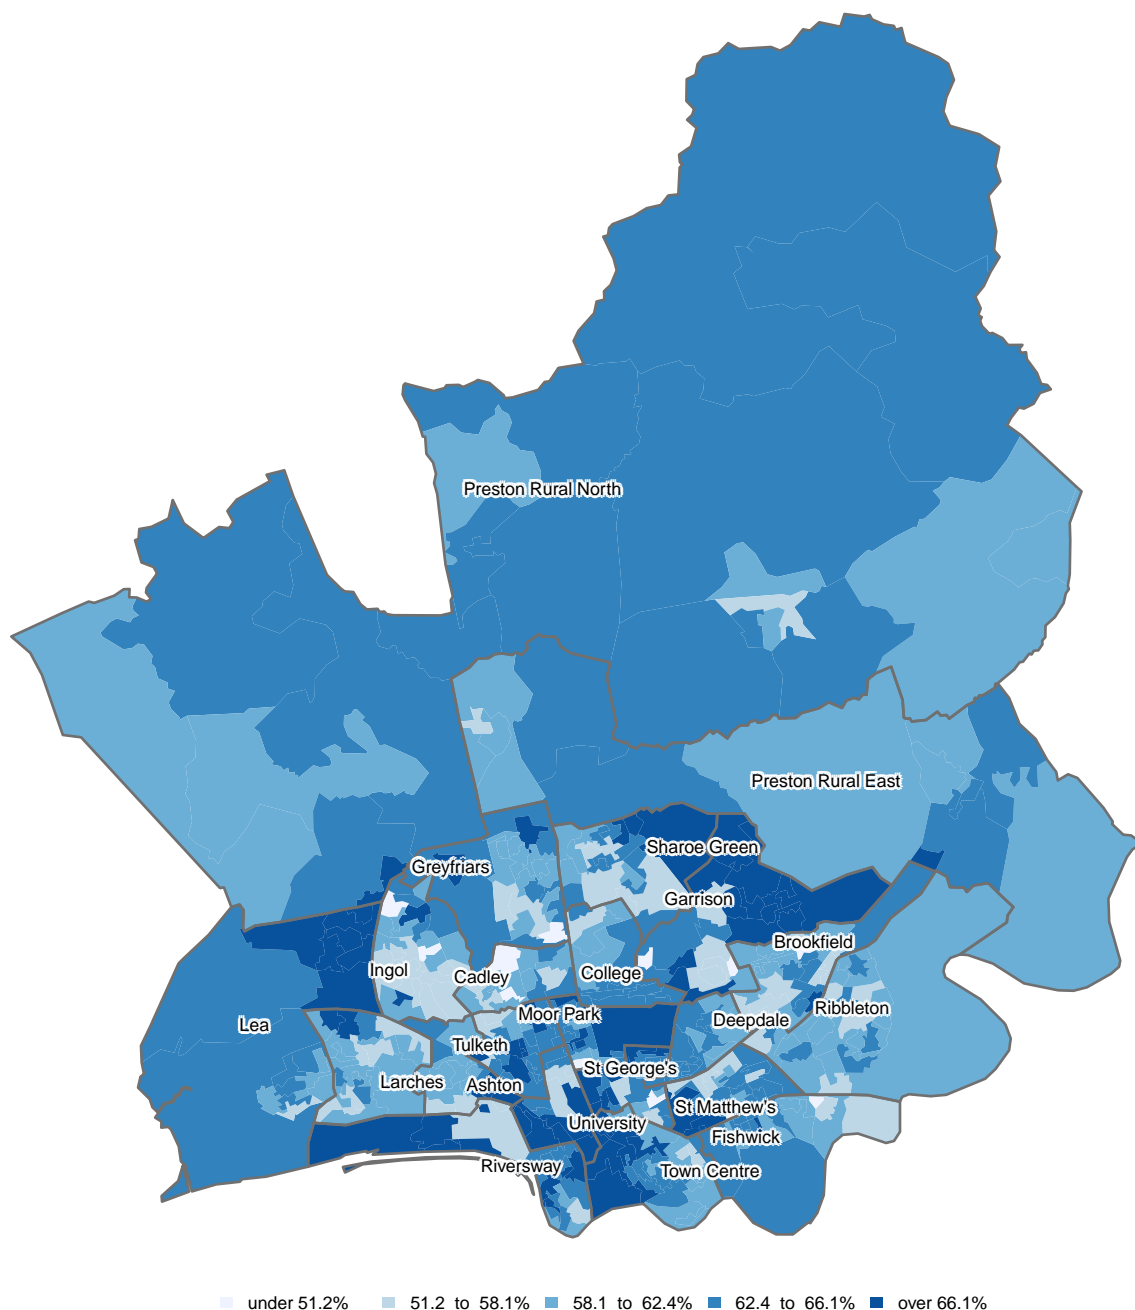 Preston Rural North
Preston Rural East
Sharoe Green
Greyfriars
Garrison
Brookfield
Ingol
Cadley
College
Ribbleton
Moor Park
Deepdale
Lea
Tulketh
St George's
Larches
Ashton
St Matthew's
University
Fishwick
Riversway
Town Centre
under 51.2% 51.2 to 58.1% 58.1 to 62.4% 62.4 to 66.1% over 66.1%